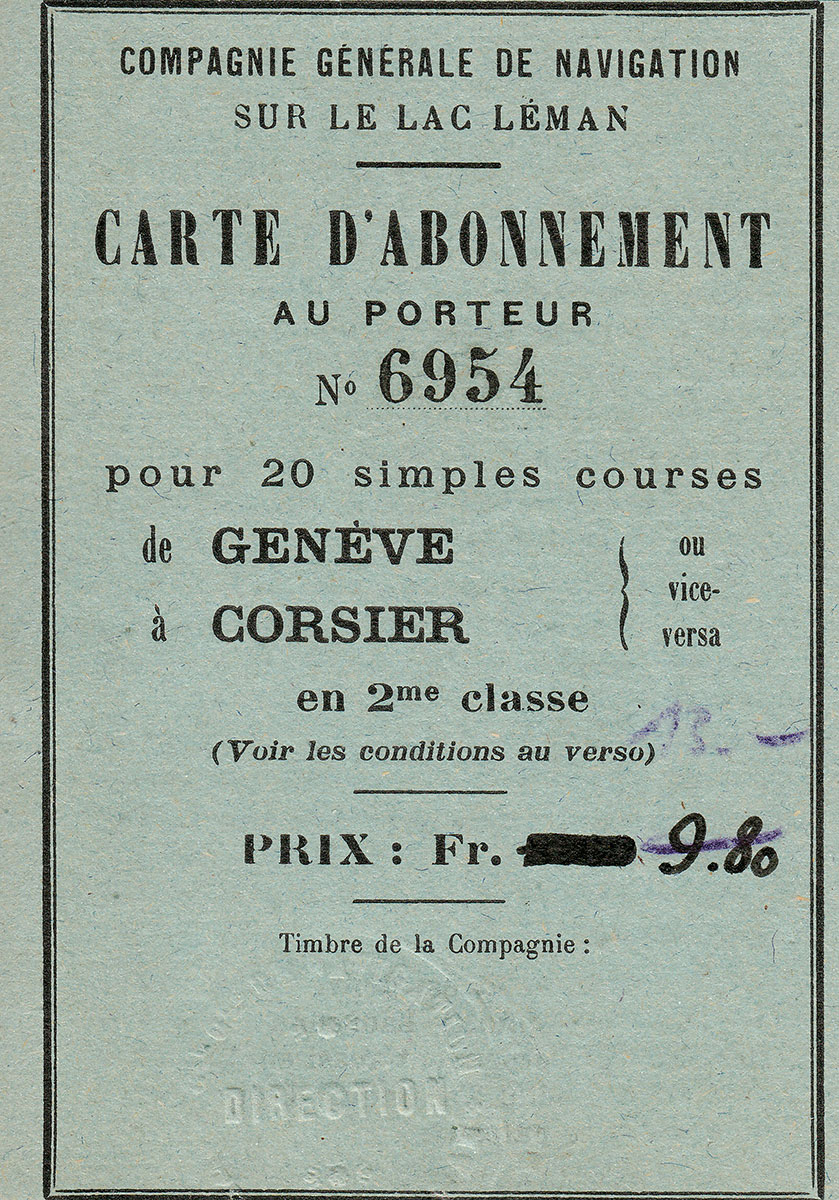 COMPAGNIE GÉNÉRALE DE NAVIGATION
SUR LE LAC LÉMAN
CARTE D'ABONNEMENT
AU PORTEUR
Nº 6954
pour 20 simples courses
de GENÈVE
à CORSIER
ou
vice-
versa
en 2me classe
13.-
(Voir les conditions au verso)
PRIX : Fr. 9.80
Timbre de la Compagnie :
DIRECTION